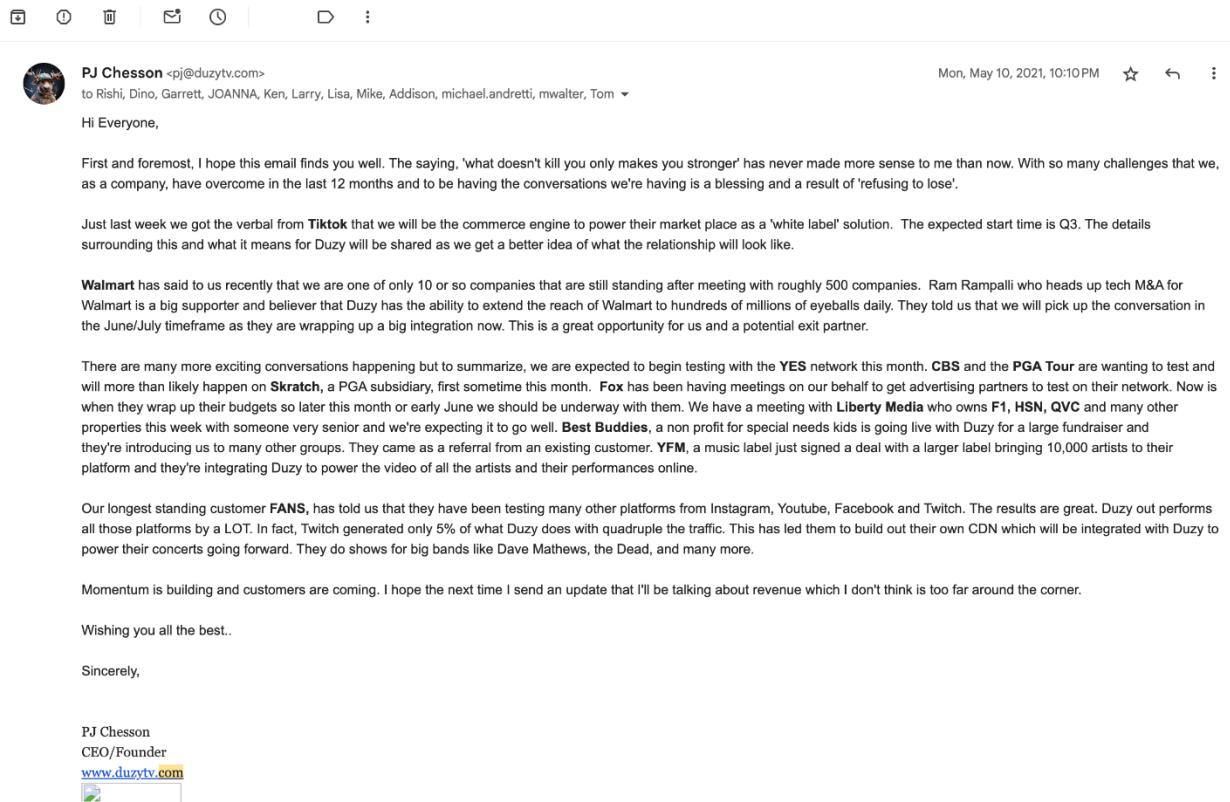 PJ Chesson <pj@duzytv.com>
Mon, May 10, 2021, 10:10 PM
to Rishi, Dino, Garrett, JOANNA, Ken, Larry, Lisa, Mike, Addison, michael.andretti, mwalter, Tom
Hi Everyone,
First and foremost, I hope this email finds you well. The saying, 'what doesn't kill you only makes you stronger' has never made more sense to me than now. With so many challenges that we,
as a company, have overcome in the last 12 months and to be having the conversations we're having is a blessing and a result of 'refusing to lose'.
Just last week we got the verbal from Tiktok that we will be the commerce engine to power their market place as a 'white label' solution.  The expected start time is Q3. The details
surrounding this and what it means for Duzy will be shared as we get a better idea of what the relationship will look like.
Walmart has said to us recently that we are one of only 10 or so companies that are still standing after meeting with roughly 500 companies.  Ram Rampalli who heads up tech M&A for
Walmart is a big supporter and believer that Duzy has the ability to extend the reach of Walmart to hundreds of millions of eyeballs daily. They told us that we will pick up the conversation in
the June/July timeframe as they are wrapping up a big integration now. This is a great opportunity for us and a potential exit partner.
There are many more exciting conversations happening but to summarize, we are expected to begin testing with the YES network this month. CBS and the PGA Tour are wanting to test and
will more than likely happen on Skratch, a PGA subsidiary, first sometime this month.  Fox has been having meetings on our behalf to get advertising partners to test on their network. Now is
when they wrap up their budgets so later this month or early June we should be underway with them. We have a meeting with Liberty Media who owns F1, HSN, QVC and many other
properties this week with someone very senior and we're expecting it to go well. Best Buddies, a non profit for special needs kids is going live with Duzy for a large fundraiser and
they're introducing us to many other groups. They came as a referral from an existing customer. YFM, a music label just signed a deal with a larger label bringing 10,000 artists to their
platform and they're integrating Duzy to power the video of all the artists and their performances online.
Our longest standing customer FANS, has told us that they have been testing many other platforms from Instagram, Youtube, Facebook and Twitch. The results are great. Duzy out performs
all those platforms by a LOT. In fact, Twitch generated only 5% of what Duzy does with quadruple the traffic. This has led them to build out their own CDN which will be integrated with Duzy to
power their concerts going forward. They do shows for big bands like Dave Mathews, the Dead, and many more.
Momentum is building and customers are coming. I hope the next time I send an update that I'll be talking about revenue which I don't think is too far around the corner.
Wishing you all the best..
Sincerely,
PJ Chesson
CEO/Founder
www.duzytv.com